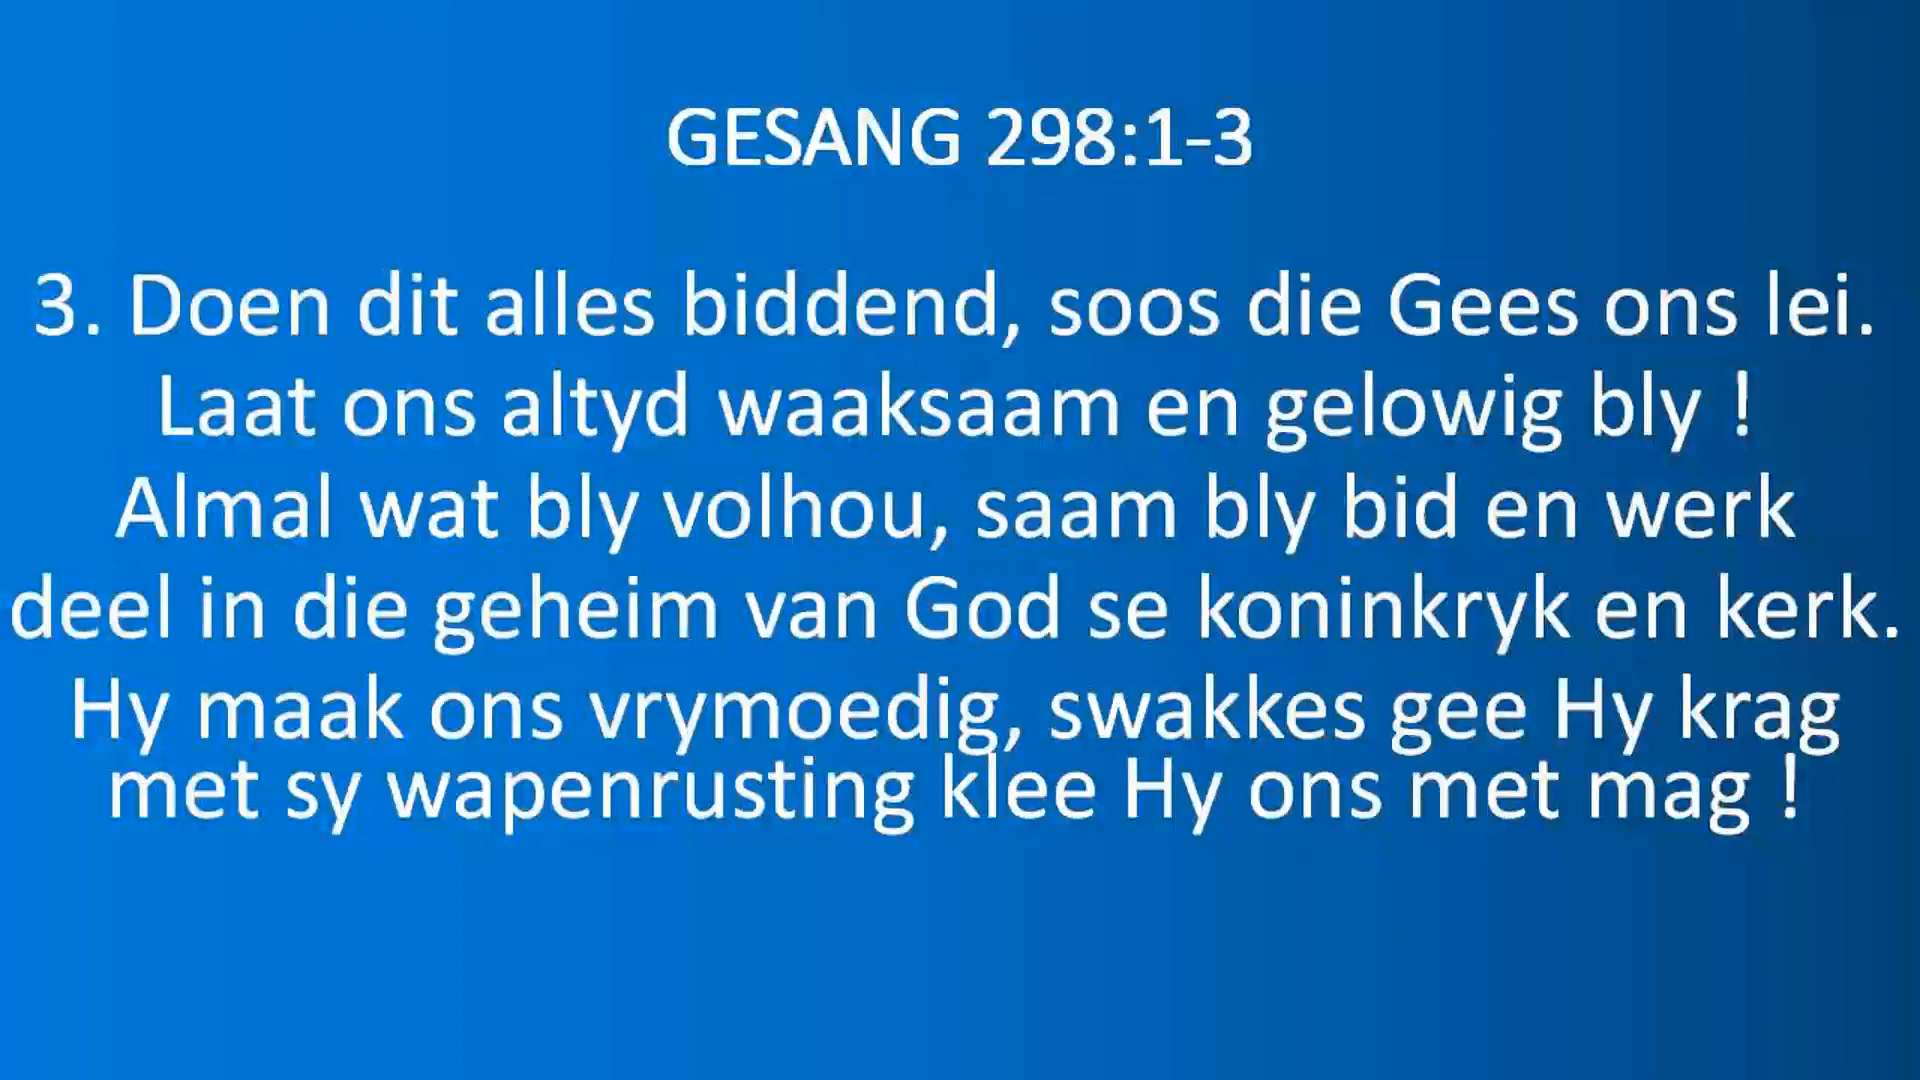 GESANG 298:1-3
3. Doen dit alles biddend, soos die Gees ons lei.
Laat ons altyd waaksaam en gelowig bly !
Almal wat bly volhou, saam bly bid en werk
deel in die geheim van God se koninkryk en kerk.
Hy maak ons vrymoedig, swakkes gee Hy krag
met sy wapenrusting klee Hy ons met mag !